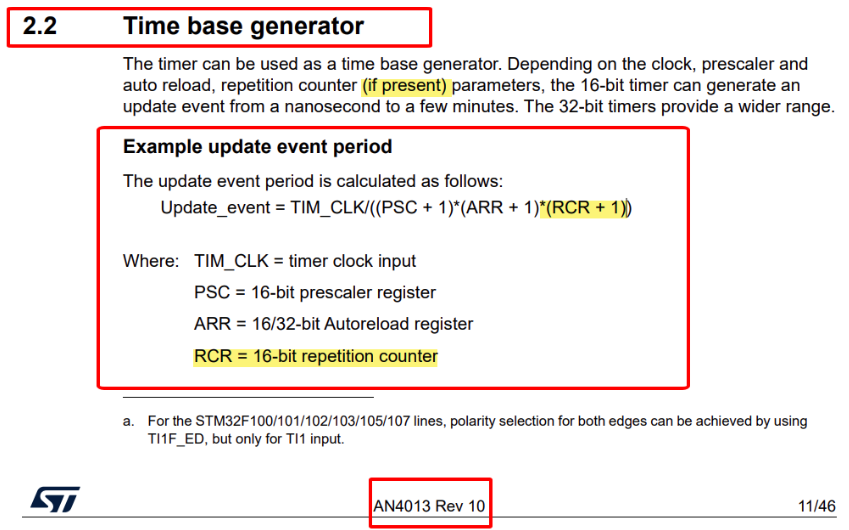 2.2 Time base generator
The timer can be used as a time base generator. Depending on the clock, prescaler and
auto reload, repetition counter (if present) parameters, the 16-bit timer can generate an
update event from a nanosecond to a few minutes. The 32-bit timers provide a wider range.
Example update event period
The update event period is calculated as follows:
Update_event = TIM_CLK/((PSC + 1)*(ARR + 1)*(RCR + 1))
Where: TIM_CLK = timer clock input
PSC = 16-bit prescaler register
ARR = 16/32-bit Autoreload register
RCR = 16-bit repetition counter
a. For the STM32F100/101/102/103/105/107 lines, polarity selection for both edges can be achieved by using
TI1F_ED, but only for TI1 input.
ST AN4013 Rev 10 11/46